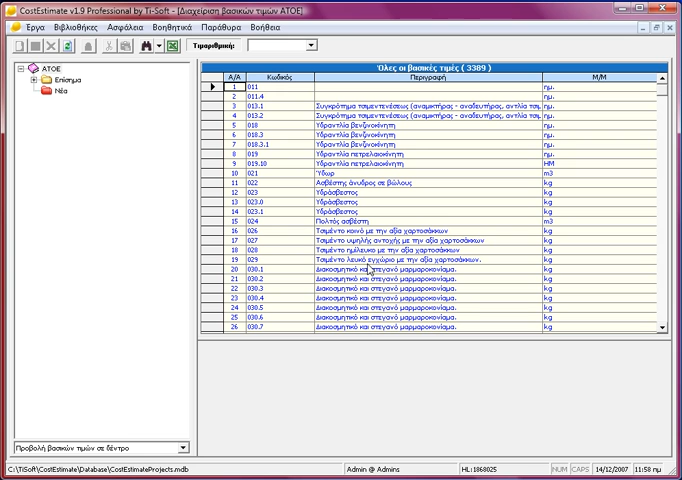 CostEstimate v1.9 Professional by Ti-Soft - [Διαχείριση βασικών τιμών ΑΤΟΕ]
Έργα Βιβλιοθήκες Ασφάλεια Βοηθητικά Παράθυρα Βοήθεια
Τιμαριθμική:
ΑΤΟΕ
Επίσημα
Νέα
Όλες οι βασικές τιμές ( 3389 )
Α/Α Κωδικός Περιγραφή Μ/Μ
1 011 ημ.
2 011.4 ημ.
3 013.1 Συγκρότημα τσιμεντενέσεως (αναμικτήρας - αναδευτήρας, αντλία τσιμ ημ.
4 013.2 Συγκρότημα τσιμεντενέσεως (αναμικτήρας - αναδευτήρας, αντλία τσιμ ημ.
5 018 Υδραντλία βενζινοκίνητη ημ.
6 018.3 Υδραντλία βενζινοκίνητη ημ.
7 018.3.1 Υδραντλία βενζινοκίνητη ημ.
8 019 Υδραντλία πετρελαιοκίνητη ημ.
9 019.10 Υδραντλία πετρελαιοκίνητη ΗΜ
10 021 Ύδωρ m3
11 022 Ασβέστης άνυδρος σε βώλους kg
12 023 Υδράσβεστος kg
13 023.0 Υδράσβεστος kg
14 023.1 Υδράσβεστος kg
15 024 Πολτός ασβέστη m3
16 026 Τσιμέντο κοινό με την αξία χαρτοσάκκων kg
17 027 Τσιμέντο υψηλής αντοχής με την αξία χαρτοσάκκων kg
18 028 Τσιμέντο ημίλευκο με την αξία χαρτοσάκκων kg
19 029 Τσιμέντο λευκό εγχώριο με την αξία χαρτοσάκκων. kg
20 030.1 Διακοσμητικό και στεγανό μαρμαροκονίαμα. kg
21 030.2 Διακοσμητικό και στεγανό μαρμαροκονίαμα. kg
22 030.3 Διακοσμητικό και στεγανό μαρμαροκονίαμα. kg
23 030.4 Διακοσμητικό και στεγανό μαρμαροκονίαμα. kg
24 030.5 Διακοσμητικό και στεγανό μαρμαροκονίαμα. kg
25 030.6 Διακοσμητικό και στεγανό μαρμαροκονίαμα. kg
26 030.7 Διακοσμητικό και στεγανό μαρμαροκονίαμα. kg
Προβολή βασικών τιμών σε δέντρο
C:\TiSoft\CostEstimate\Database\CostEstimateProjects.mdb Admin @ Admins HL:1868025 NUM CAPS 14/12/2007 11:58 πμ